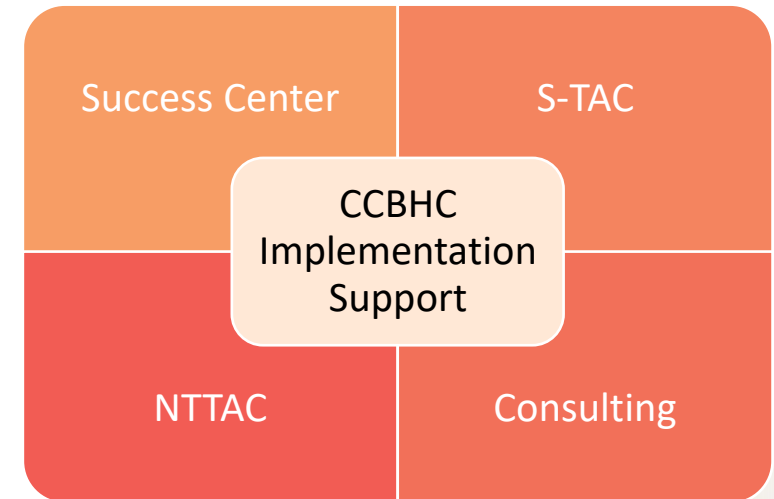 Success Center
S-TAC
CCBHC
Implementation
Support
NTTAC
Consulting